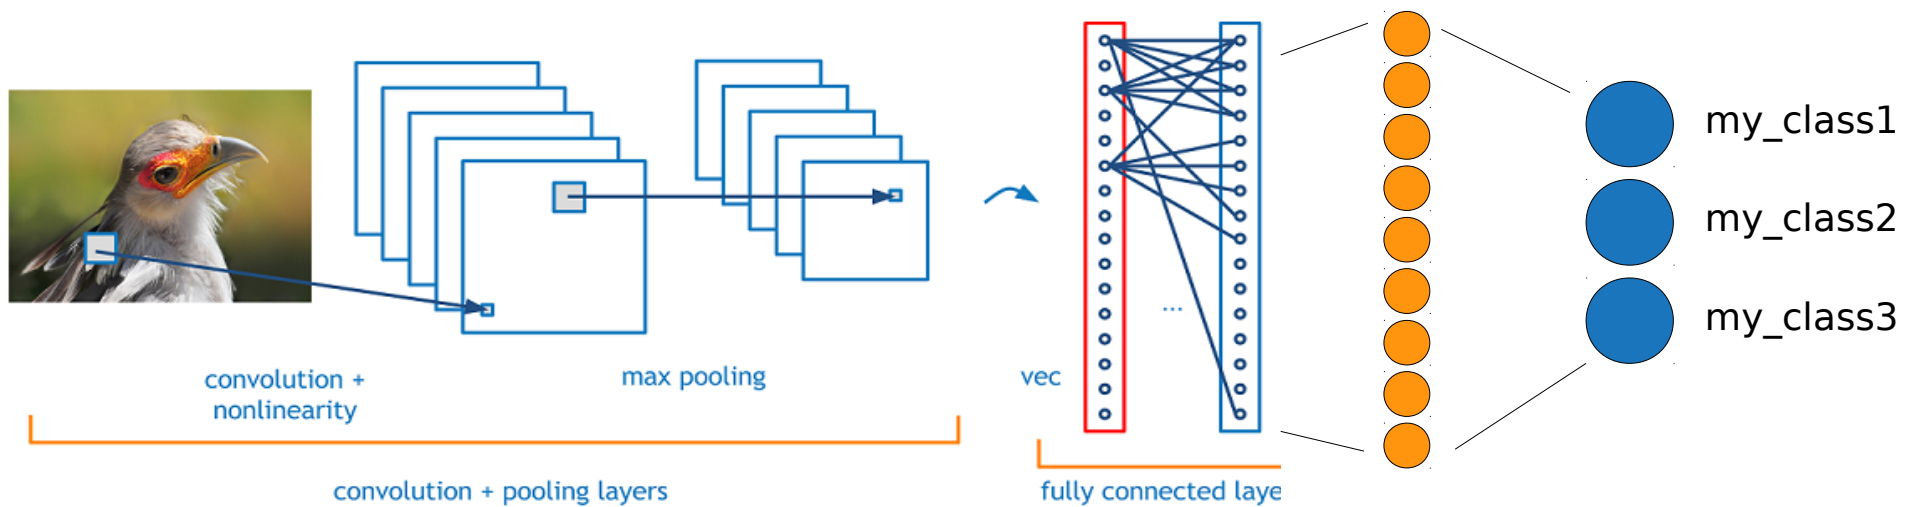 convolution +
nonlinearity
max pooling
vec
...
convolution + pooling layers
fully connected laye
my_class1
my_class2
my_class3